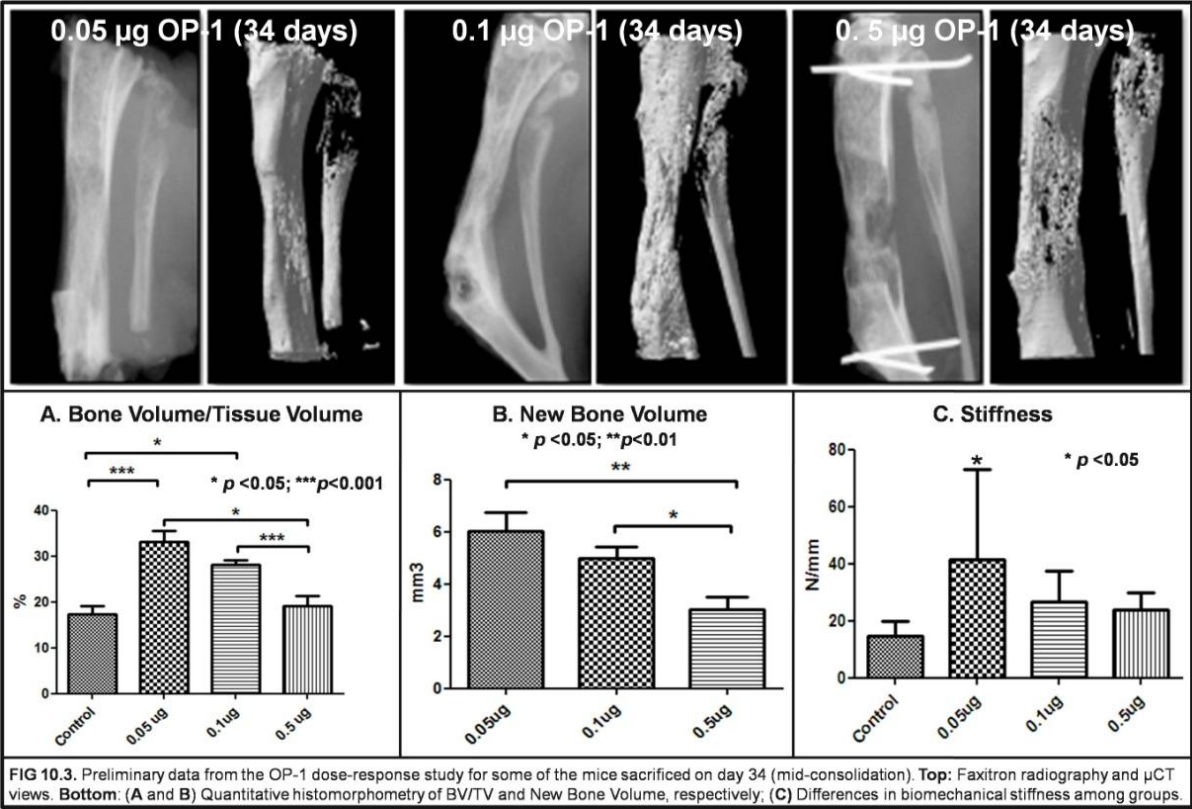 0.05 µg OP-1 (34 days)
0.1 µg OP-1 (34 days)
0. 5 µg OP-1 (34 days)
A. Bone Volume/Tissue Volume
*
***
* p <0.05; ***p<0.001
*
***
40
30
20
10
0
%
Control
0.05 ug
0.1ug
0.5 ug
B. New Bone Volume
* p <0.05; **p<0.01
**
*
8
6
4
2
0
mm3
0.05ug
0.1ug
0.5ug
C. Stiffness
* p <0.05
*
80
60
40
20
0
N/mm
Control
0.05ug
0.1ug
0.5ug
FIG 10.3. Preliminary data from the OP-1 dose-response study for some of the mice sacrificed on day 34 (mid-consolidation). Top: Faxitron radiography and µCT
views. Bottom: (A and B) Quantitative histomorphometry of BV/TV and New Bone Volume, respectively; (C) Differences in biomechanical stiffness among groups.